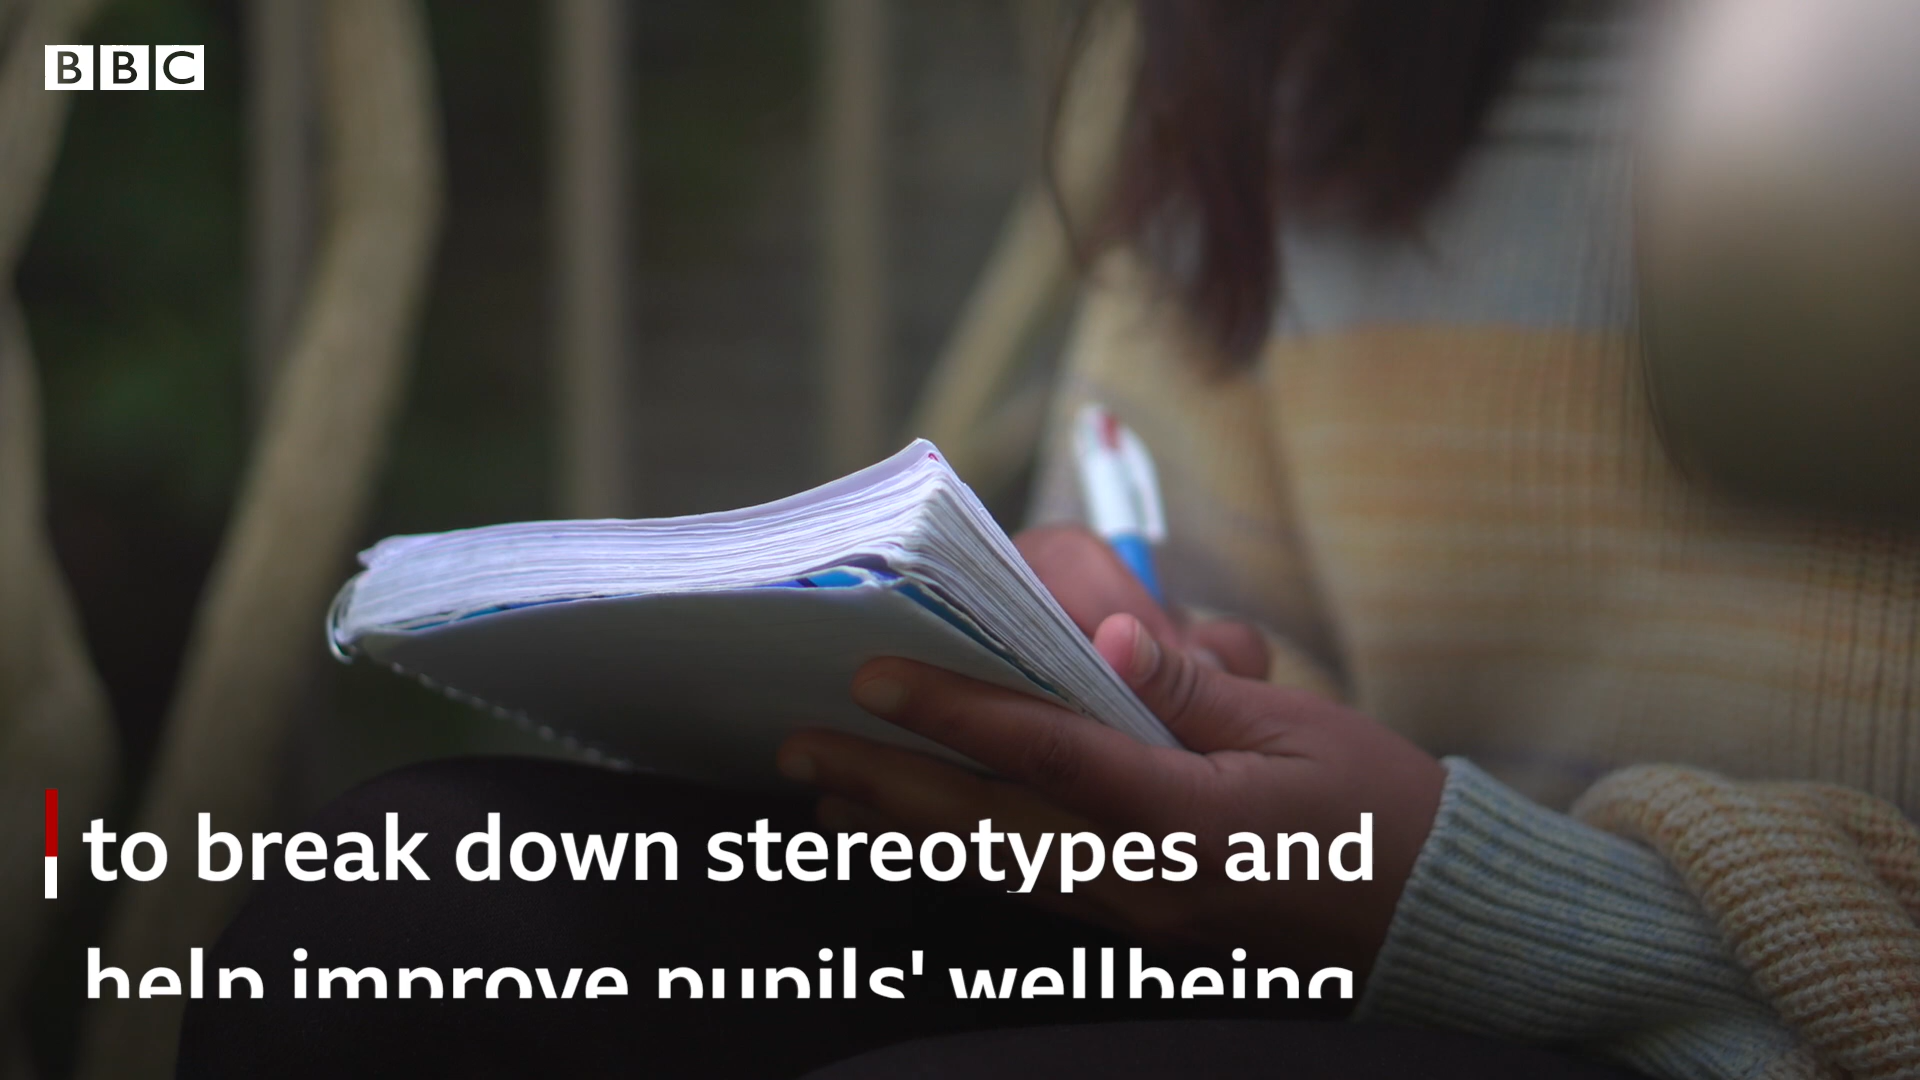 BBC
to break down stereotypes and
help improve pupils' wellbeing